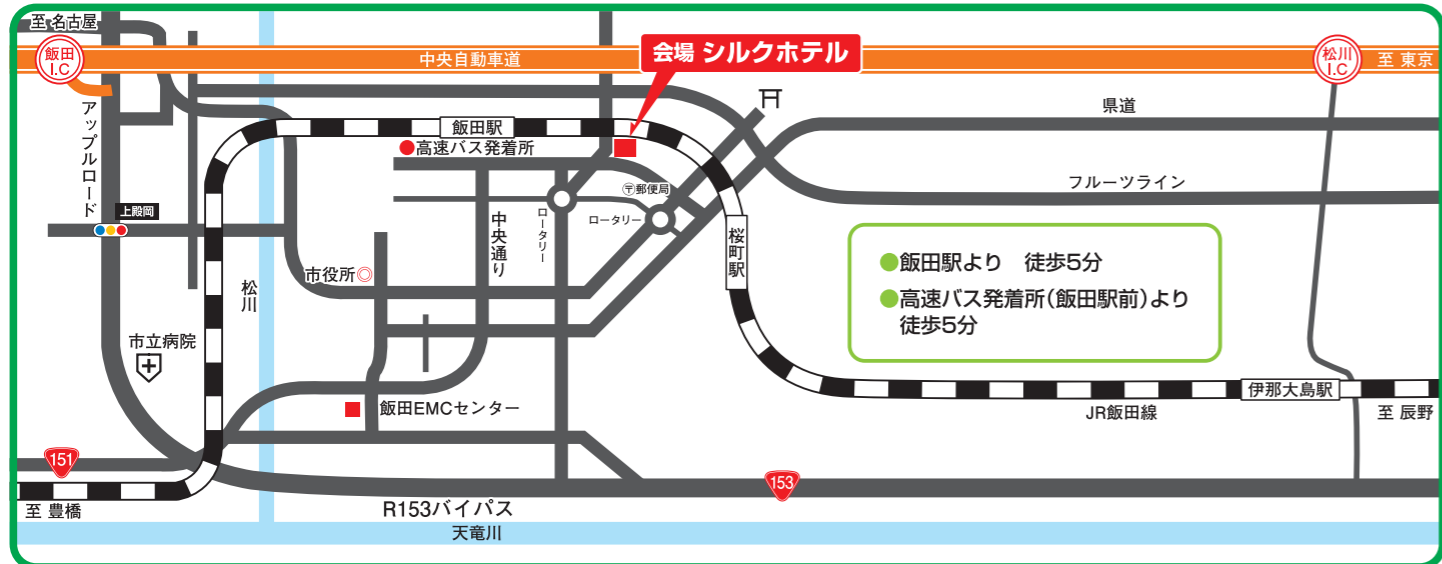 至 名古屋
飯田
I.C
中央自動車道
会場 シルクホテル
松川
I.C
至 東京
アップルロード
飯田駅
高速バス発着所
県道
〒郵便局
フルーツライン
上殿岡
ロータリー
ロータリー
中央通り
桜町駅
市役所◎
松川
●飯田駅より 徒歩5分
●高速バス発着所(飯田駅前)より
徒歩5分
市立病院
飯田EMCセンター
伊那大島駅
JR飯田線
至 辰野
151
153
至 豊橋
R153バイパス
天竜川